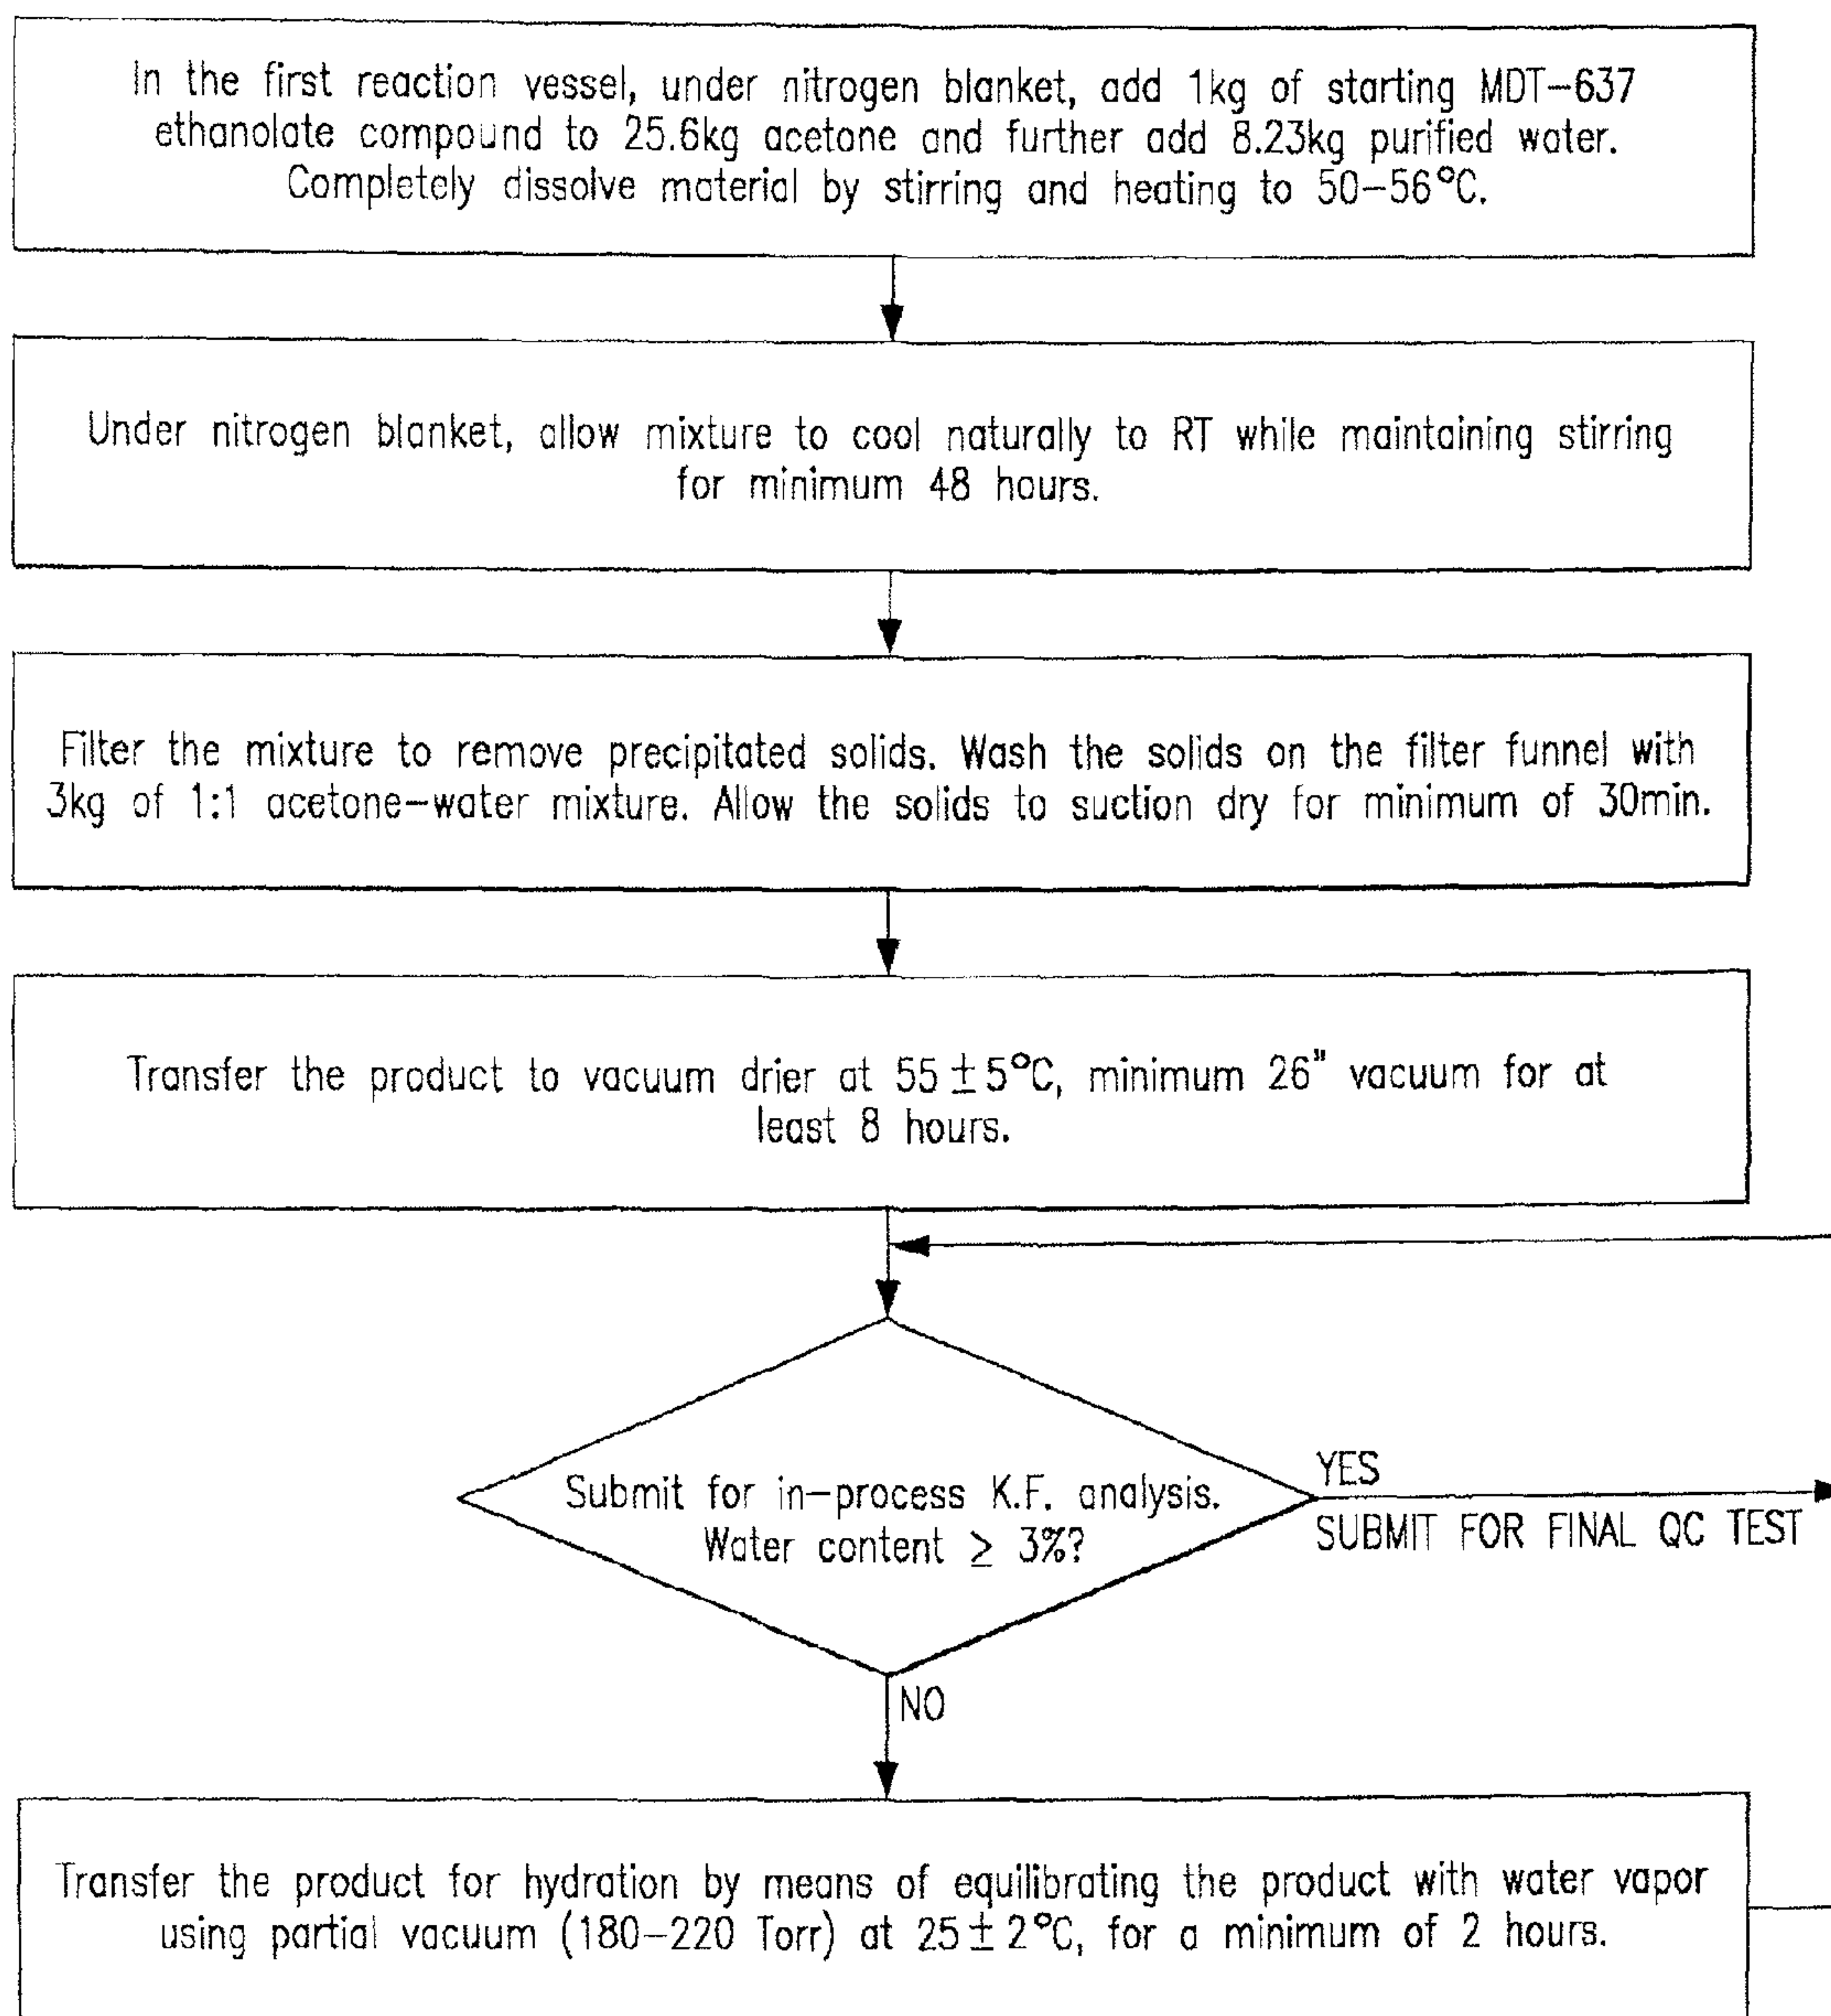 In the first reaction vessel, under nitrogen blanket, add 1kg of starting MDT-637
ethanolate compound to 25.6kg acetone and further add 8.23kg purified water.
Completely dissolve material by stirring and heating to 50-56°C.
Under nitrogen blanket, allow mixture to cool naturally to RT while maintaining stirring
for minimum 48 hours.
Filter the mixture to remove precipitated solids. Wash the solids on the filter funnel with
3kg of 1:1 acetone-water mixture. Allow the solids to suction dry for minimum of 30min.
Transfer the product to vacuum drier at 55±5°C, minimum 26" vacuum for at
least 8 hours.
Submit for in-process K.F. analysis.
Water content ≥ 3%?
YES
SUBMIT FOR FINAL QC TEST
NO
Transfer the product for hydration by means of equilibrating the product with water vapor
using partial vacuum (180-220 Torr) at 25±2°C, for a minimum of 2 hours.